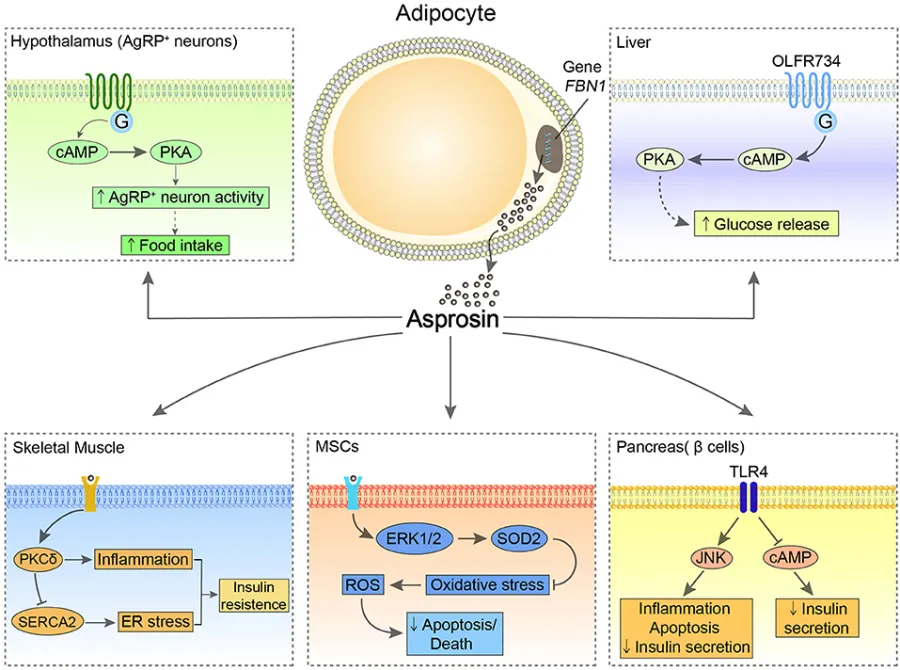 Adipocyte
Gene
FBN1
Hypothalamus (AgRP⁺ neurons)
G
cAMP
PKA
↑ AgRP⁺ neuron activity
↑ Food intake
Liver
OLFR734
G
PKA
cAMP
↑ Glucose release
Asprosin
Skeletal Muscle
PKCδ
Inflammation
SERCA2
ER stress
Insulin
resistence
MSCs
ERK1/2
SOD2
ROS
Oxidative stress
↓ Apoptosis/
Death
Pancreas( β cells)
TLR4
JNK
cAMP
Inflammation
Apoptosis
↓ Insulin secretion
↓ Insulin
secretion